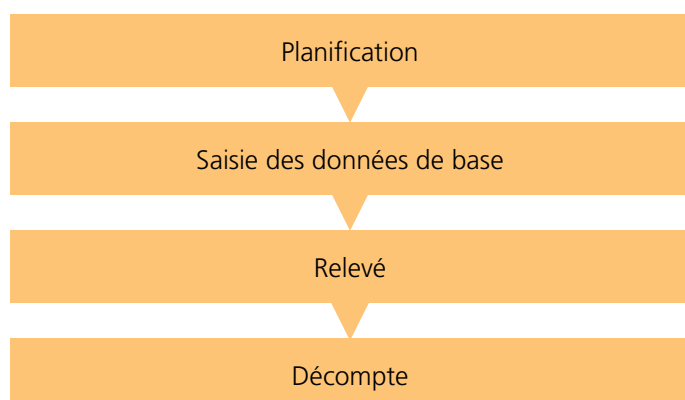 Planification
Saisie des données de base
Relevé
Décompte